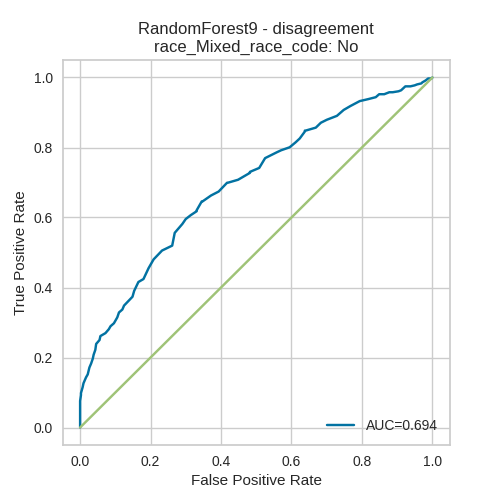 RandomForest9 - disagreement
race_Mixed_race_code: No
1.0
0.8
0.6
0.4
0.2
0.0
True Positive Rate
AUC=0.694
0.0 0.2 0.4 0.6 0.8 1.0
False Positive Rate